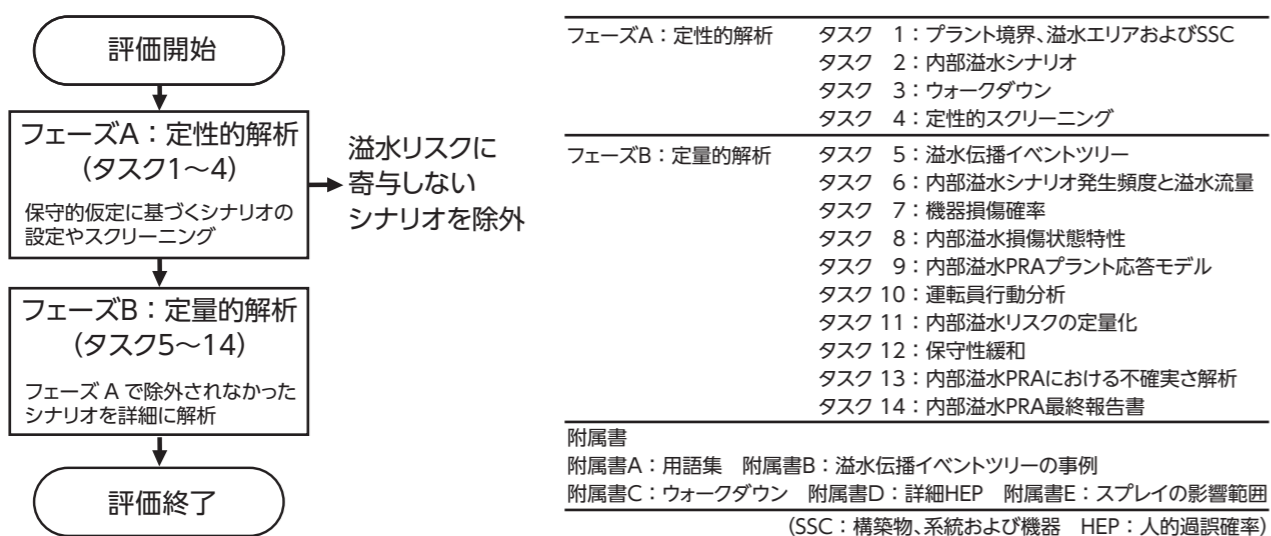 評価開始
フェーズA:定性的解析
(タスク1~4)
保守的仮定に基づくシナリオの
設定やスクリーニング
溢水リスクに
寄与しない
シナリオを除外
フェーズB:定量的解析
(タスク5~14)
フェーズ A で除外されなかった
シナリオを詳細に解析
評価終了
フェーズA:定性的解析 タスク 1:プラント境界、溢水エリアおよびSSC
タスク 2:内部溢水シナリオ
タスク 3:ウォークダウン
タスク 4:定性的スクリーニング
フェーズB:定量的解析 タスク 5:溢水伝播イベントツリー
タスク 6:内部溢水シナリオ発生頻度と溢水流量
タスク 7:機器損傷確率
タスク 8:内部溢水損傷状態特性
タスク 9:内部溢水PRAプラント応答モデル
タスク 10:運転員行動分析
タスク 11:内部溢水リスクの定量化
タスク 12:保守性緩和
タスク 13:内部溢水PRAにおける不確実さ解析
タスク 14:内部溢水PRA最終報告書
附属書
附属書A:用語集 附属書B:溢水伝播イベントツリーの事例
附属書C:ウォークダウン 附属書D:詳細HEP 附属書E:スプレイの影響範囲
(SSC:構築物、系統および機器 HEP:人的過誤確率)